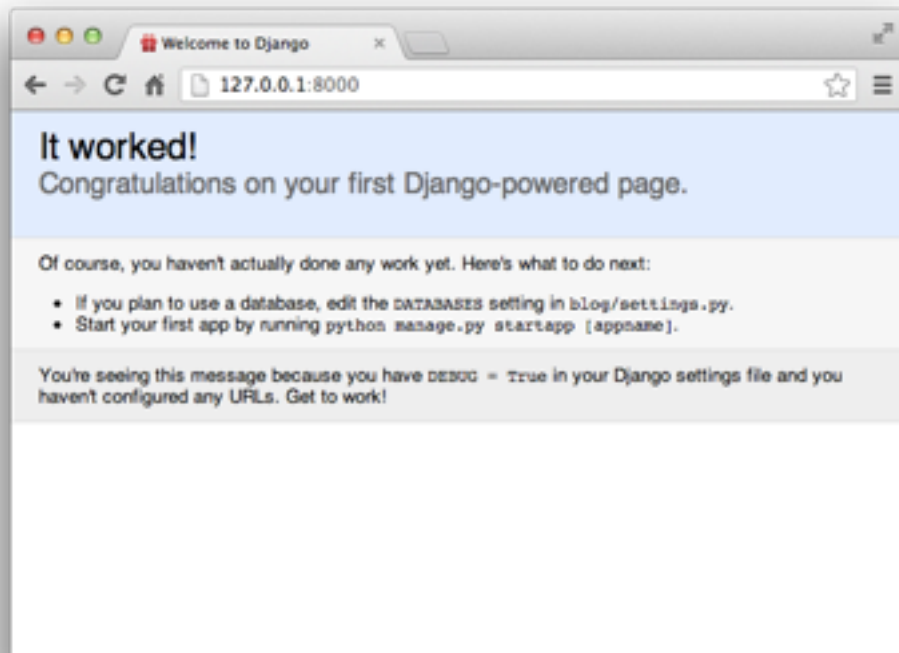 Welcome to Django
127.0.0.1:8000
It worked!
Congratulations on your first Django-powered page.
Of course, you haven't actually done any work yet. Here's what to do next:
If you plan to use a database, edit the DATABASES setting in blog/settings.py.
Start your first app by running python manage.py startapp [appname].
You're seeing this message because you have DEBUG = True in your Django settings file and you
haven't configured any URLs. Get to work!